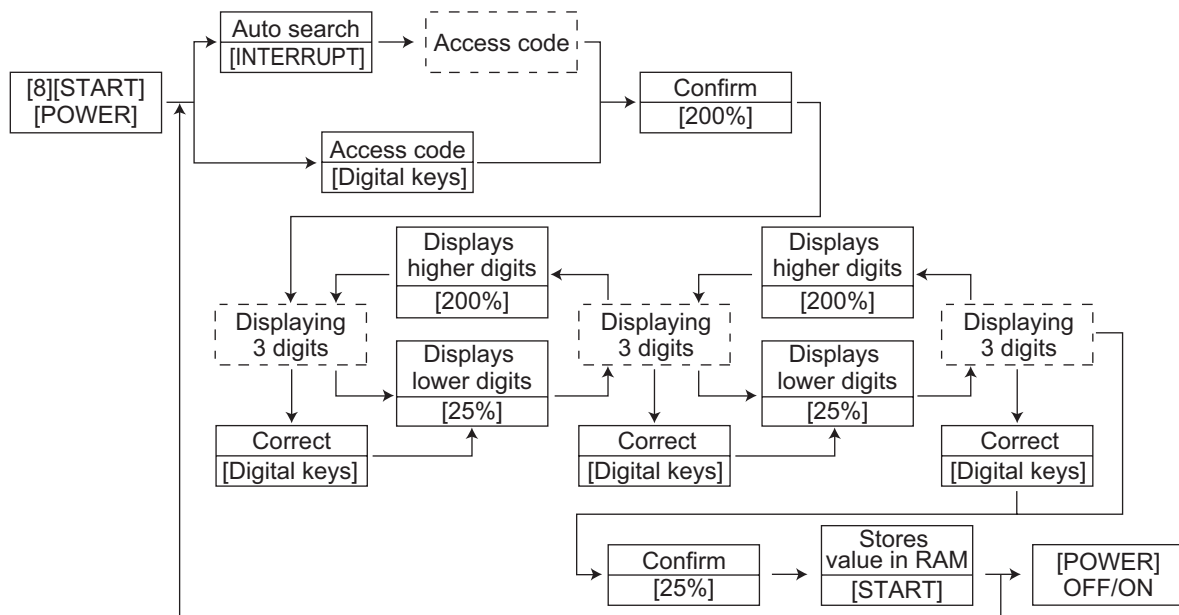 Auto search
[INTERRUPT]
Access code
[8][START]
[POWER]
Confirm
[200%]
Access code
[Digital keys]
Displays
higher digits
[200%]
Displays
higher digits
[200%]
Displaying
3 digits
Displaying
3 digits
Displaying
3 digits
Displays
lower digits
[25%]
Displays
lower digits
[25%]
Correct
[Digital keys]
Correct
[Digital keys]
Correct
[Digital keys]
Confirm
[25%]
Stores
value in RAM
[START]
[POWER]
OFF/ON